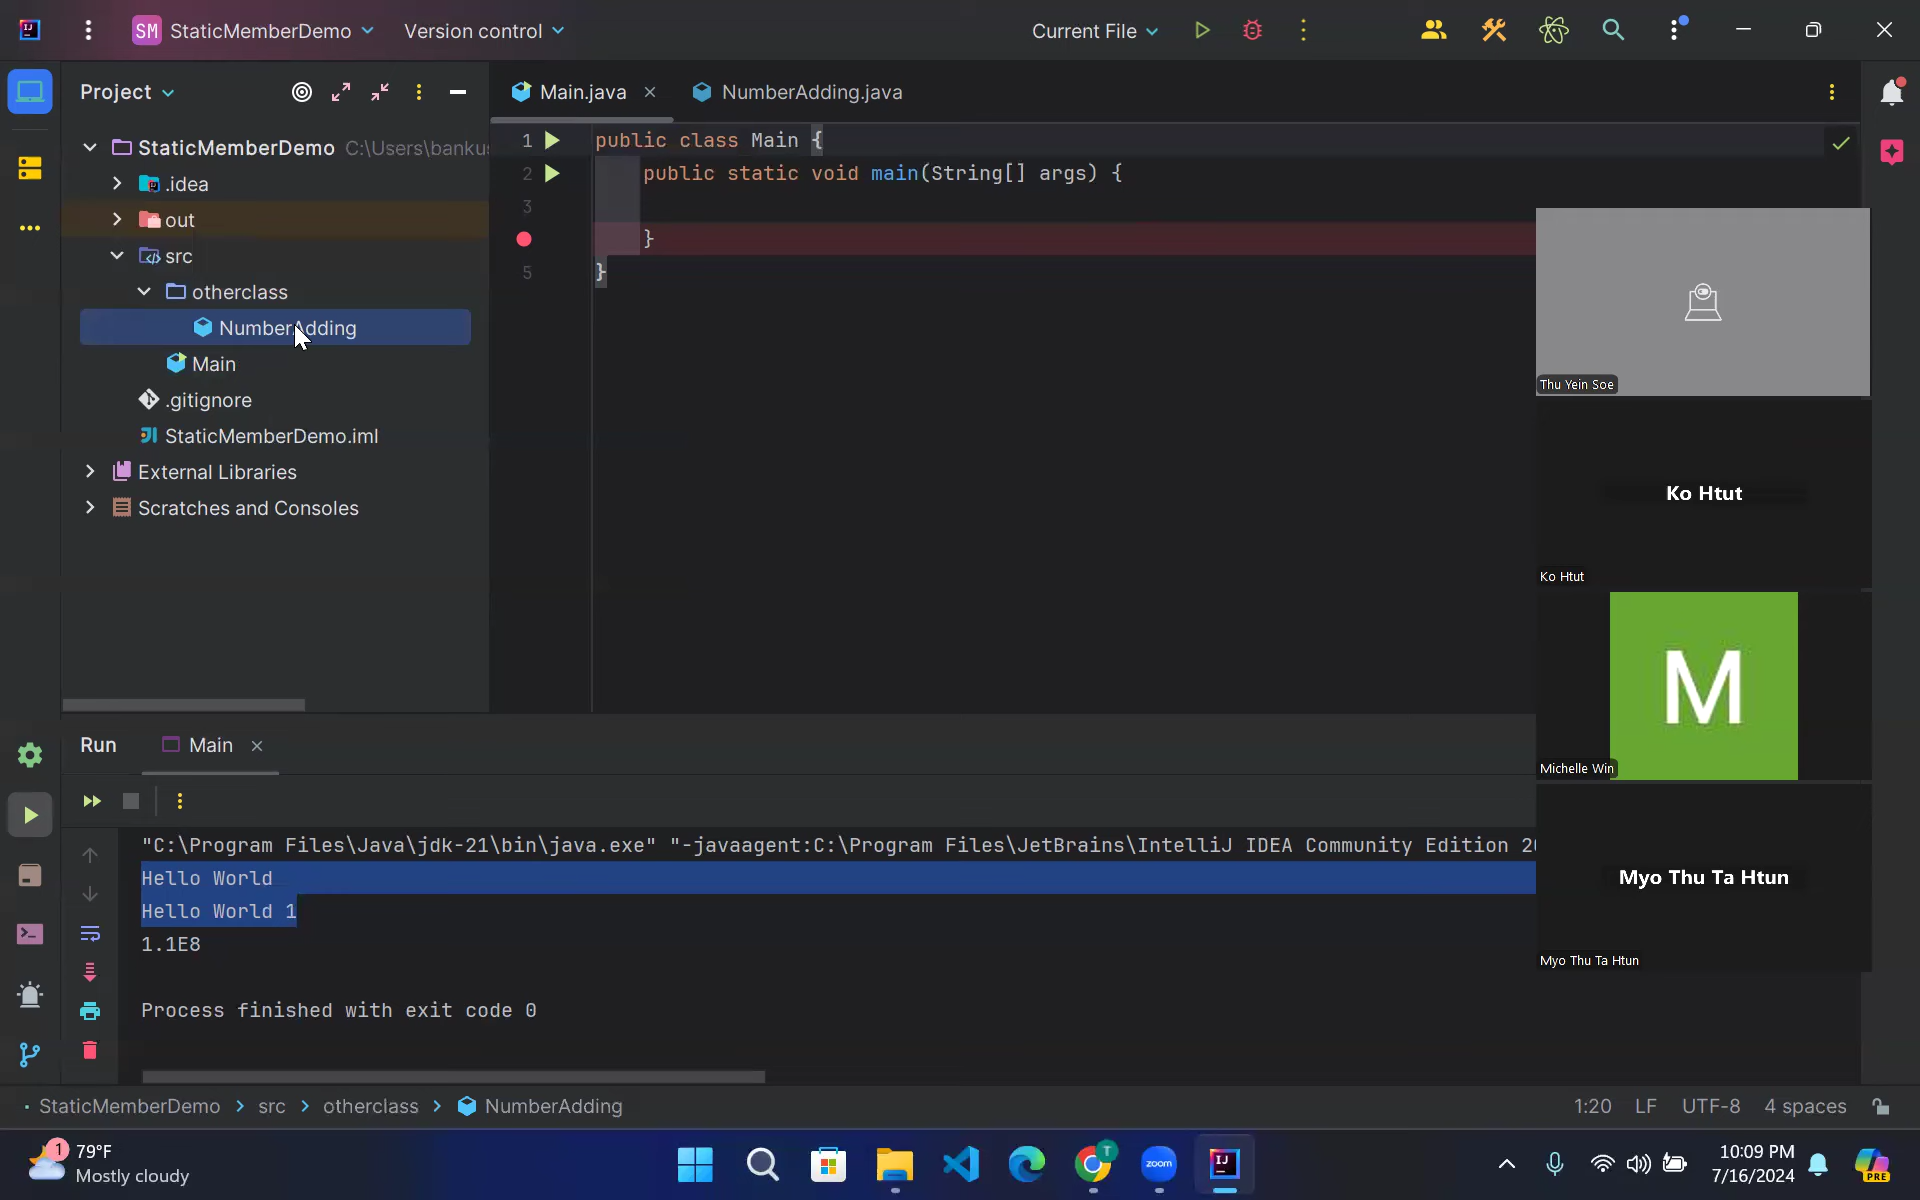 SM StaticMemberDemo Version control Current File
Project
Main.java
NumberAdding.java
StaticMemberDemo C:\Users\banku
.idea
out
src
otherclass
NumberAdding
Main
.gitignore
StaticMemberDemo.iml
External Libraries
Scratches and Consoles
1 public class Main {
2 public static void main(String[] args) {
3
}
5 }
Thu Yein Soe
Ko Htut
Ko Htut
M
Michelle Win
Myo Thu Ta Htun
Myo Thu Ta Htun
Run Main
"C:\Program Files\Java\jdk-21\bin\java.exe" "-javaagent:C:\Program Files\JetBrains\IntelliJ IDEA Community Edition
Hello World
Hello World 1
1.1E8
Process finished with exit code 0
StaticMemberDemo > src > otherclass > NumberAdding 1:20 LF UTF-8 4 spaces
1
79°F
Mostly cloudy
T
zoom
IJ
10:09 PM
7/16/2024
PRE